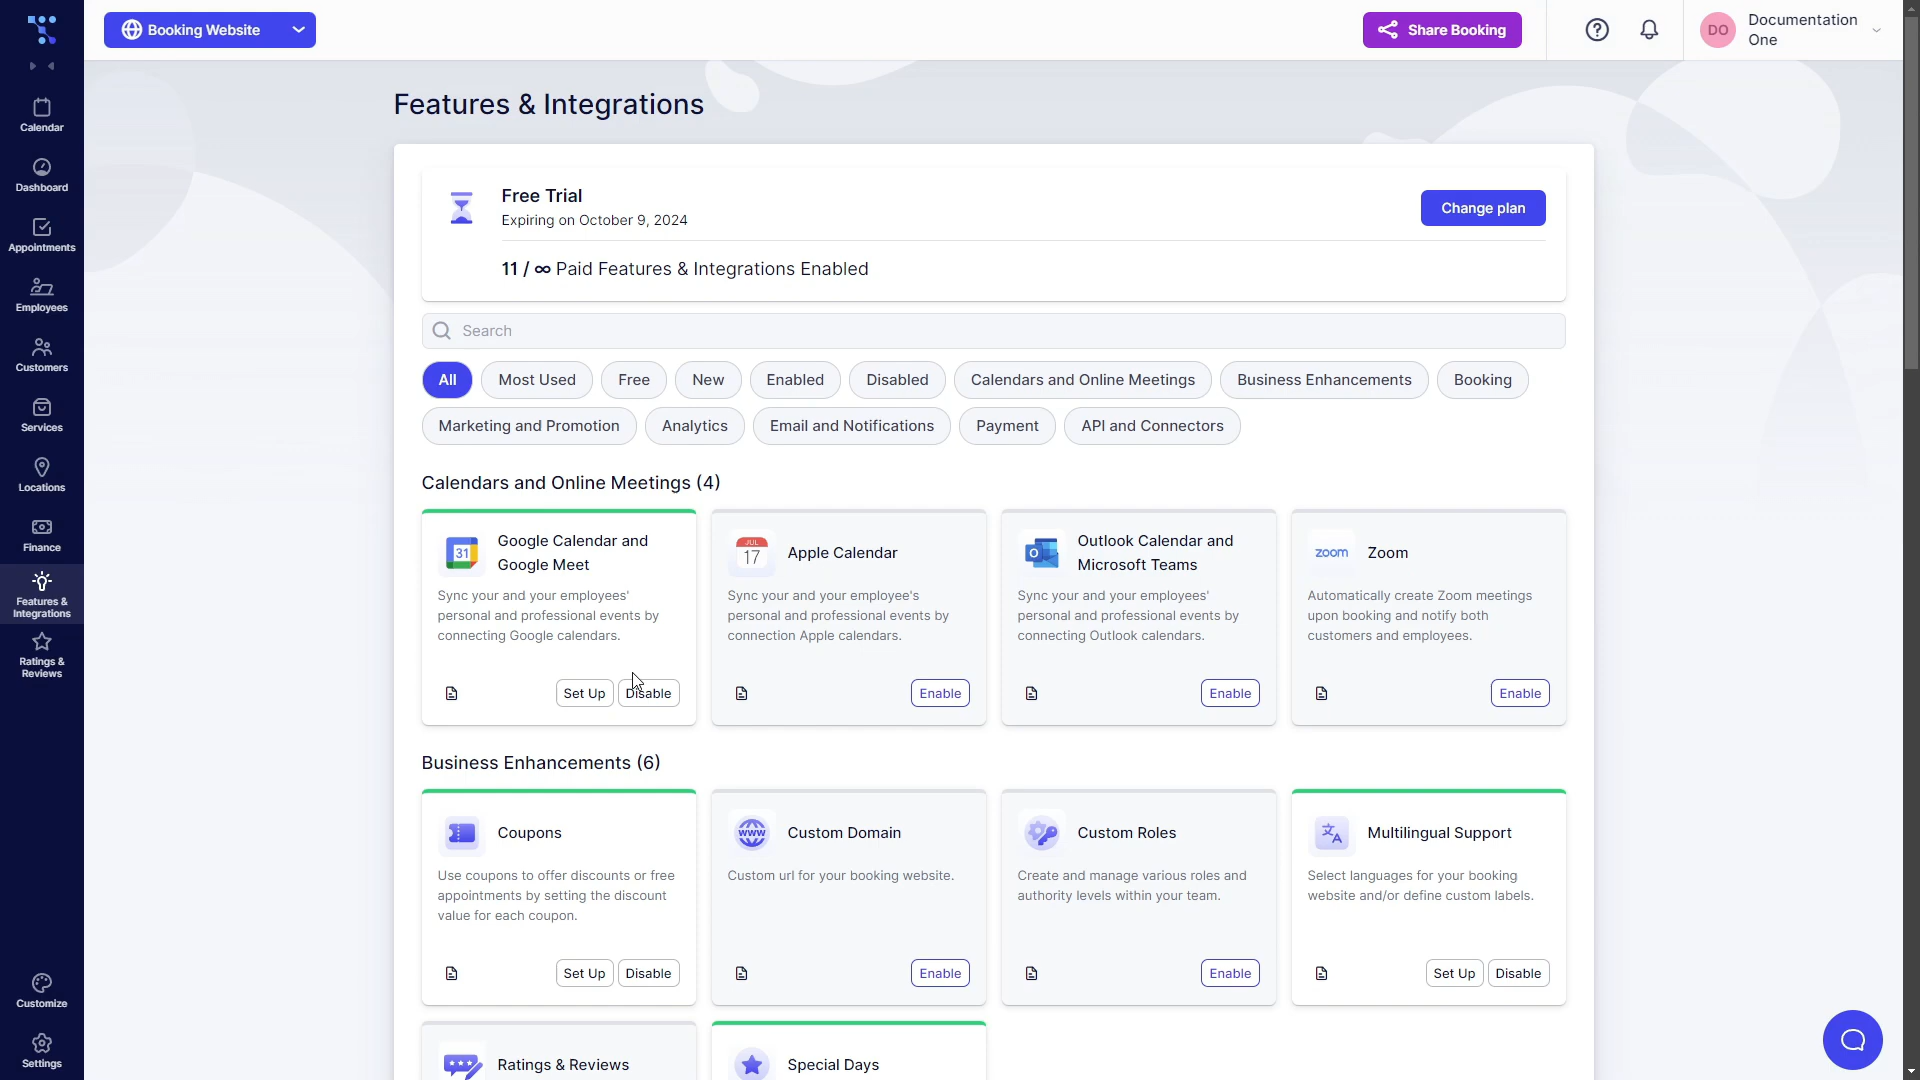 Booking Website
Share Booking
DO
Documentation
One
Calendar
Dashboard
Appointments
Employees
Customers
Services
Locations
Finance
Features &
Integrations
Ratings &
Reviews
Customize
Settings
Features & Integrations
Free Trial
Expiring on October 9, 2024
Change plan
11 / ∞ Paid Features & Integrations Enabled
Search
All Most Used Free New Enabled Disabled Calendars and Online Meetings Business Enhancements Booking
Marketing and Promotion Analytics Email and Notifications Payment API and Connectors
Calendars and Online Meetings (4)
31
Google Calendar and
Google Meet
Sync your and your employees'
personal and professional events by
connecting Google calendars.
Set Up Disable
JUL
17
Apple Calendar
Sync your and your employee's
personal and professional events by
connection Apple calendars.
Enable
Outlook Calendar and
Microsoft Teams
Sync your and your employees'
personal and professional events by
connecting Outlook calendars.
Enable
zoom
Zoom
Automatically create Zoom meetings
upon booking and notify both
customers and employees.
Enable
Business Enhancements (6)
Coupons
Use coupons to offer discounts or free
appointments by setting the discount
value for each coupon.
Set Up Disable
www
Custom Domain
Custom url for your booking website.
Enable
Custom Roles
Create and manage various roles and
authority levels within your team.
Enable
Multilingual Support
Select languages for your booking
website and/or define custom labels.
Set Up Disable
Ratings & Reviews
Special Days